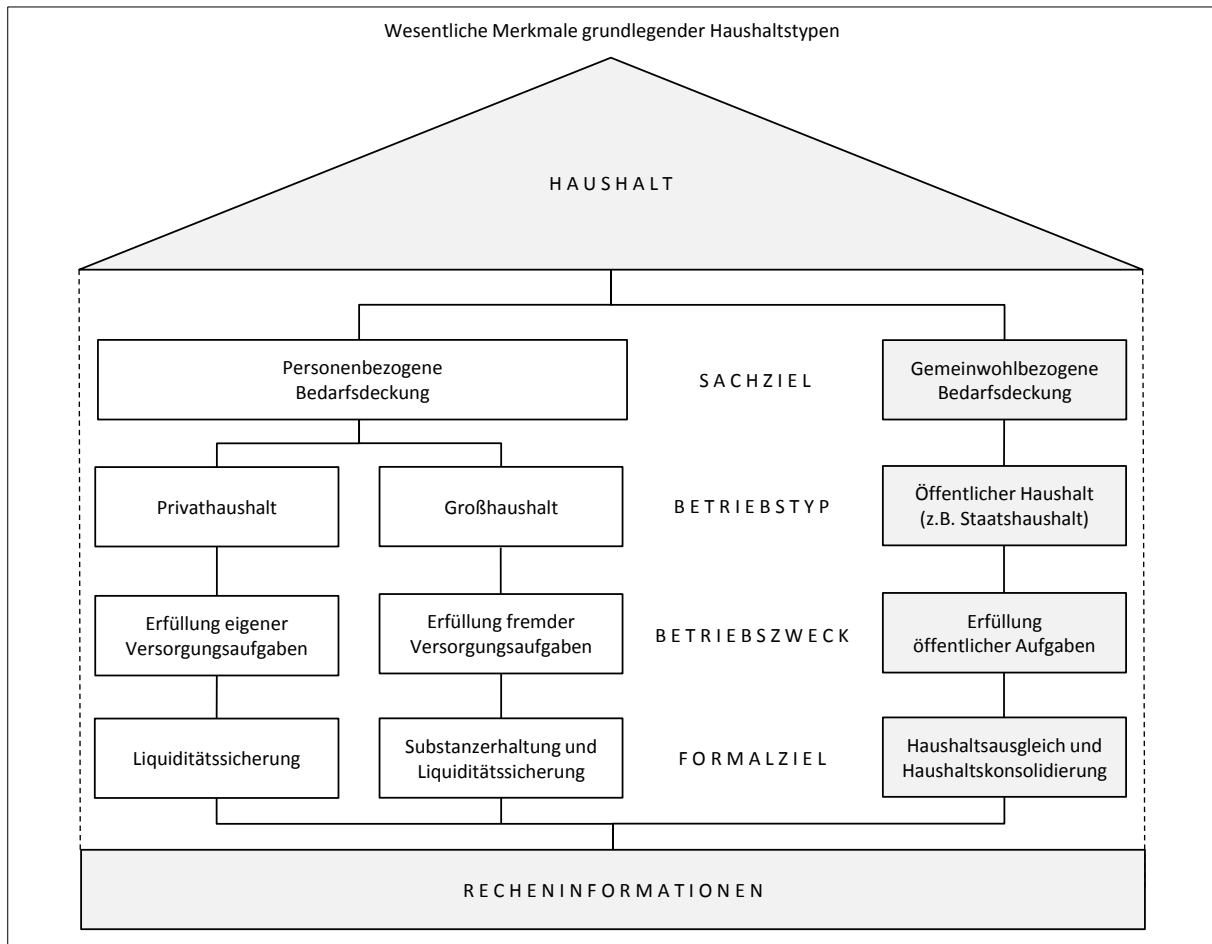 Wesentliche Merkmale grundlegender Haushaltstypen
HAUSHALT
Personenbezogene
Bedarfsdeckung
SACHZIEL
Gemeinwohlbezogene
Bedarfsdeckung
Privathaushalt
Großhaushalt
BETRIEBSTYP
Öffentlicher Haushalt
(z.B. Staatshaushalt)
Erfüllung eigener
Versorgungsaufgaben
Erfüllung fremder
Versorgungsaufgaben
BETRIEBSZWECK
Erfüllung
öffentlicher Aufgaben
Liquiditätssicherung
Substanzerhaltung und
Liquiditätssicherung
FORMALZIEL
Haushaltsausgleich und
Haushaltskonsolidierung
RECHENINFORMATIONEN